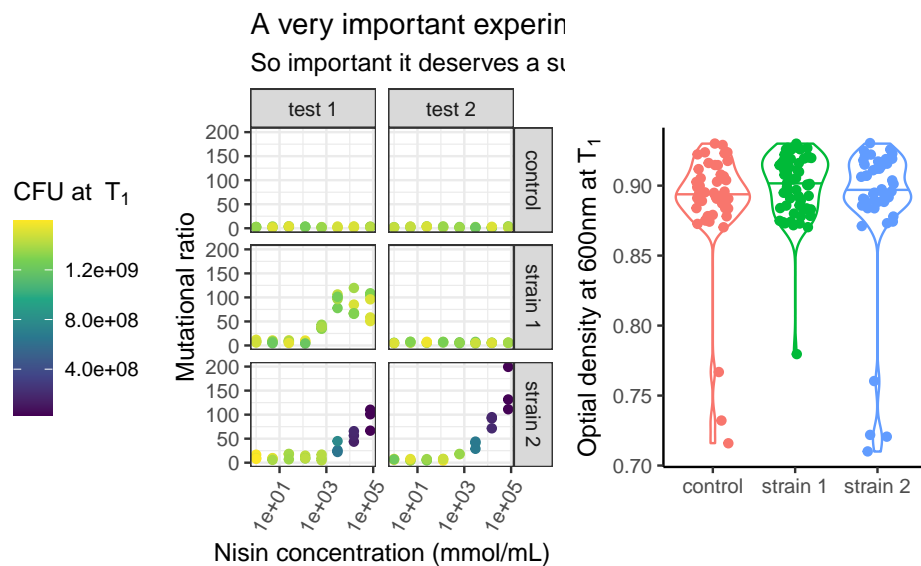 A very important experin
So important it deserves a su
test 1
test 2
CFU at T1
1.2e+09
8.0e+08
4.0e+08
Mutational ratio
200
150
100
50
0
control
200
150
100
50
0
strain 1
200
150
100
50
0
strain 2
1e+01
1e+03
1e+05
1e+01
1e+03
1e+05
Nisin concentration (mmol/mL)
Optial density at 600nm at T1
0.90
0.85
0.80
0.75
0.70
control
strain 1
strain 2